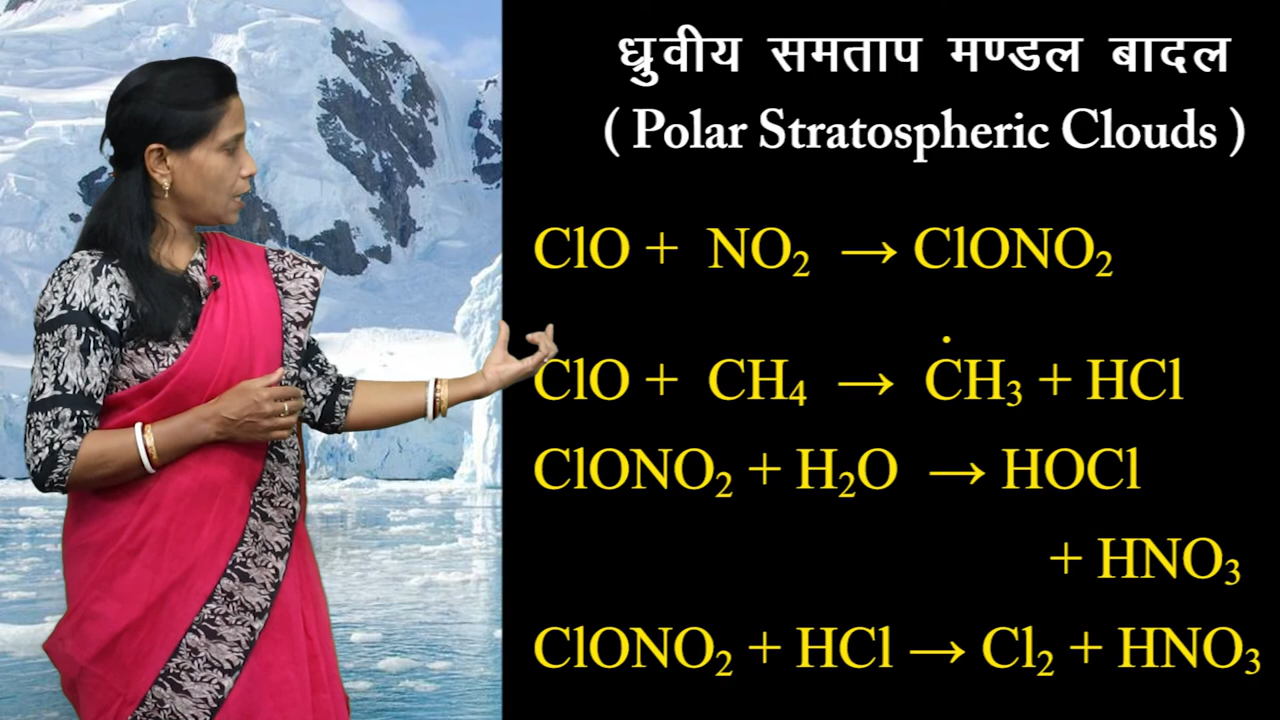 ध्रुवीय समताप मण्डल बादल
( Polar Stratospheric Clouds )
ClO + NO₂ → ClONO₂
ClO + CH₄ → ĊH₃ + HCl
ClONO₂ + H₂O → HOCl
+ HNO₃
ClONO₂ + HCl → Cl₂ + HNO₃